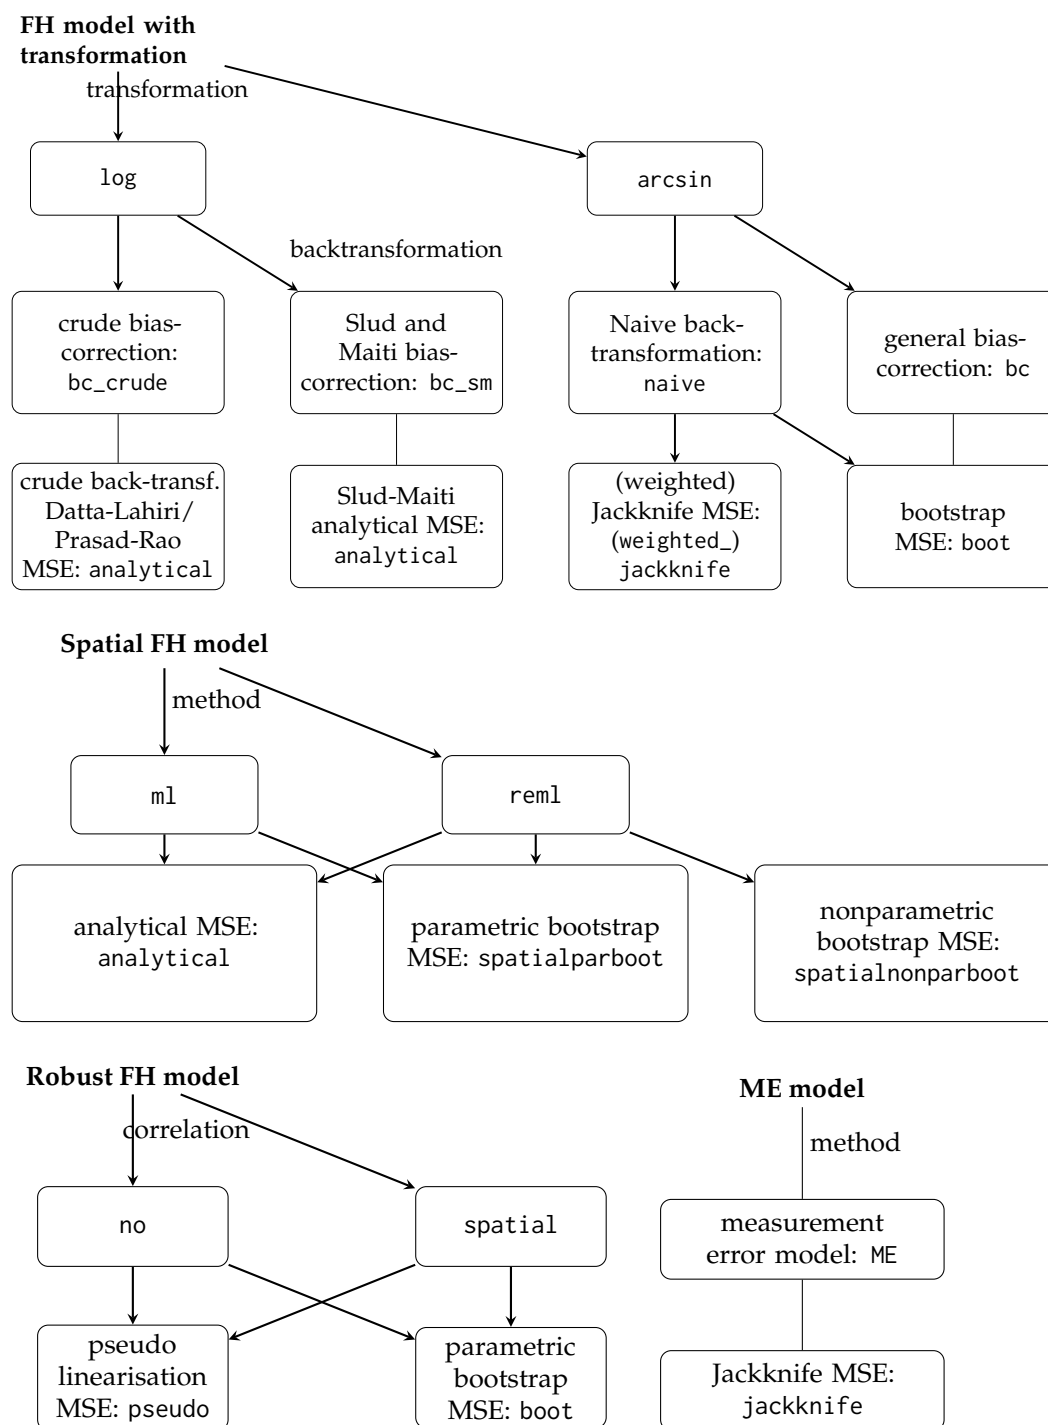 FH model with
transformation
transformation
log
arcsin
backtransformation
crude bias-
correction:
bc_crude
Slud and
Maiti bias-
correction: bc_sm
Naive back-
transformation:
naive
general bias-
correction: bc
crude back-transf.
Datta-Lahiri/
Prasad-Rao
MSE: analytical
Slud-Maiti
analytical MSE:
analytical
(weighted)
Jackknife MSE:
(weighted_)
jackknife
bootstrap
MSE: boot
Spatial FH model
method
ml
reml
analytical MSE:
analytical
parametric bootstrap
MSE: spatialparboot
nonparametric
bootstrap MSE:
spatialnonparboot
Robust FH model
correlation
no
spatial
pseudo
linearisation
MSE: pseudo
parametric
bootstrap
MSE: boot
ME model
method
measurement
error model: ME
Jackknife MSE:
jackknife